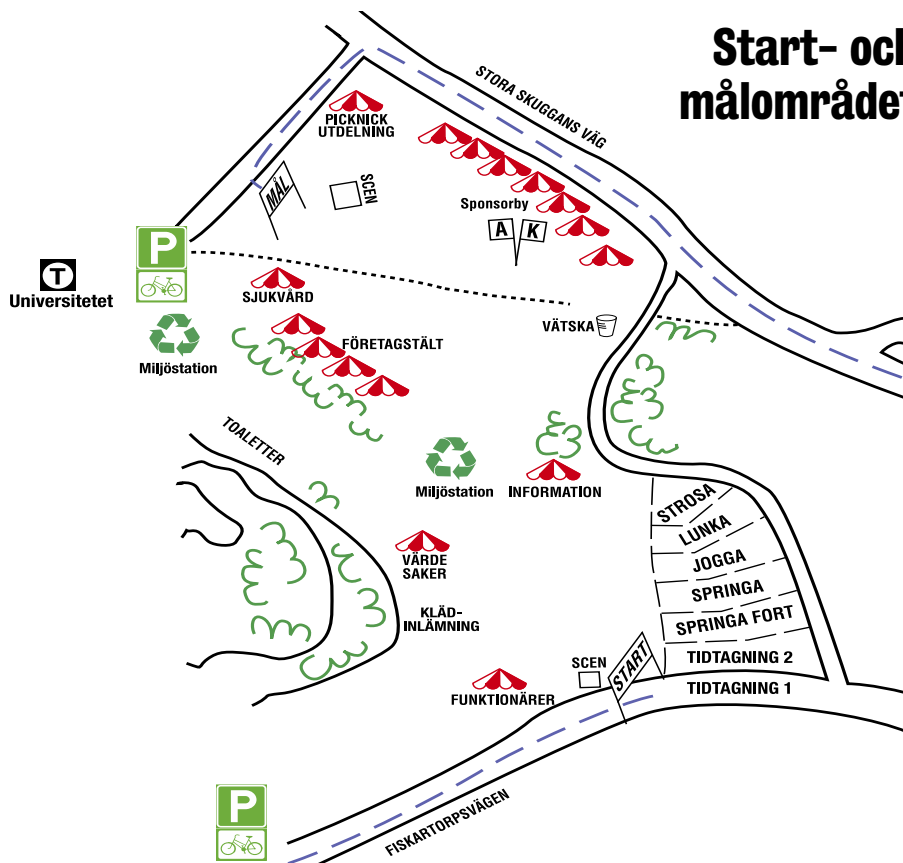 Start- och
målområdet
STORA SKUGGANS VÄG
PICKNICK
UTDELNING
MÅL
SCEN
Sponsorby
A K
P
T
Universitetet
SJUKVÅRD
VÄTSKA
Miljöstation
FÖRETAGSTÄLT
TOALETTER
Miljöstation
INFORMATION
STROSA
LUNKA
JOGGA
SPRINGA
SPRINGA FORT
TIDTAGNING 2
TIDTAGNING 1
VÄRDE
SAKER
KLÄD-
INLÄMNING
SCEN
START
FUNKTIONÄRER
P
FISKARTORPSVÄGEN